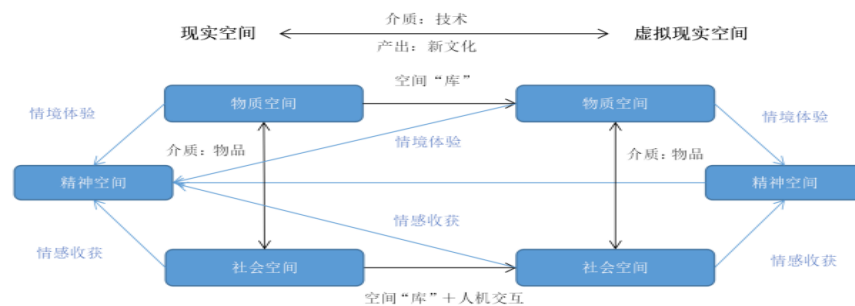 介质：技术
现实空间
虚拟现实空间
产出：新文化
空间“库”
物质空间
物质空间
情境体验
情境体验
介质：物品
情境体验
介质：物品
精神空间
精神空间
情感收获
情感收获
社会空间
社会空间
情感收获
空间“库”＋人机交互